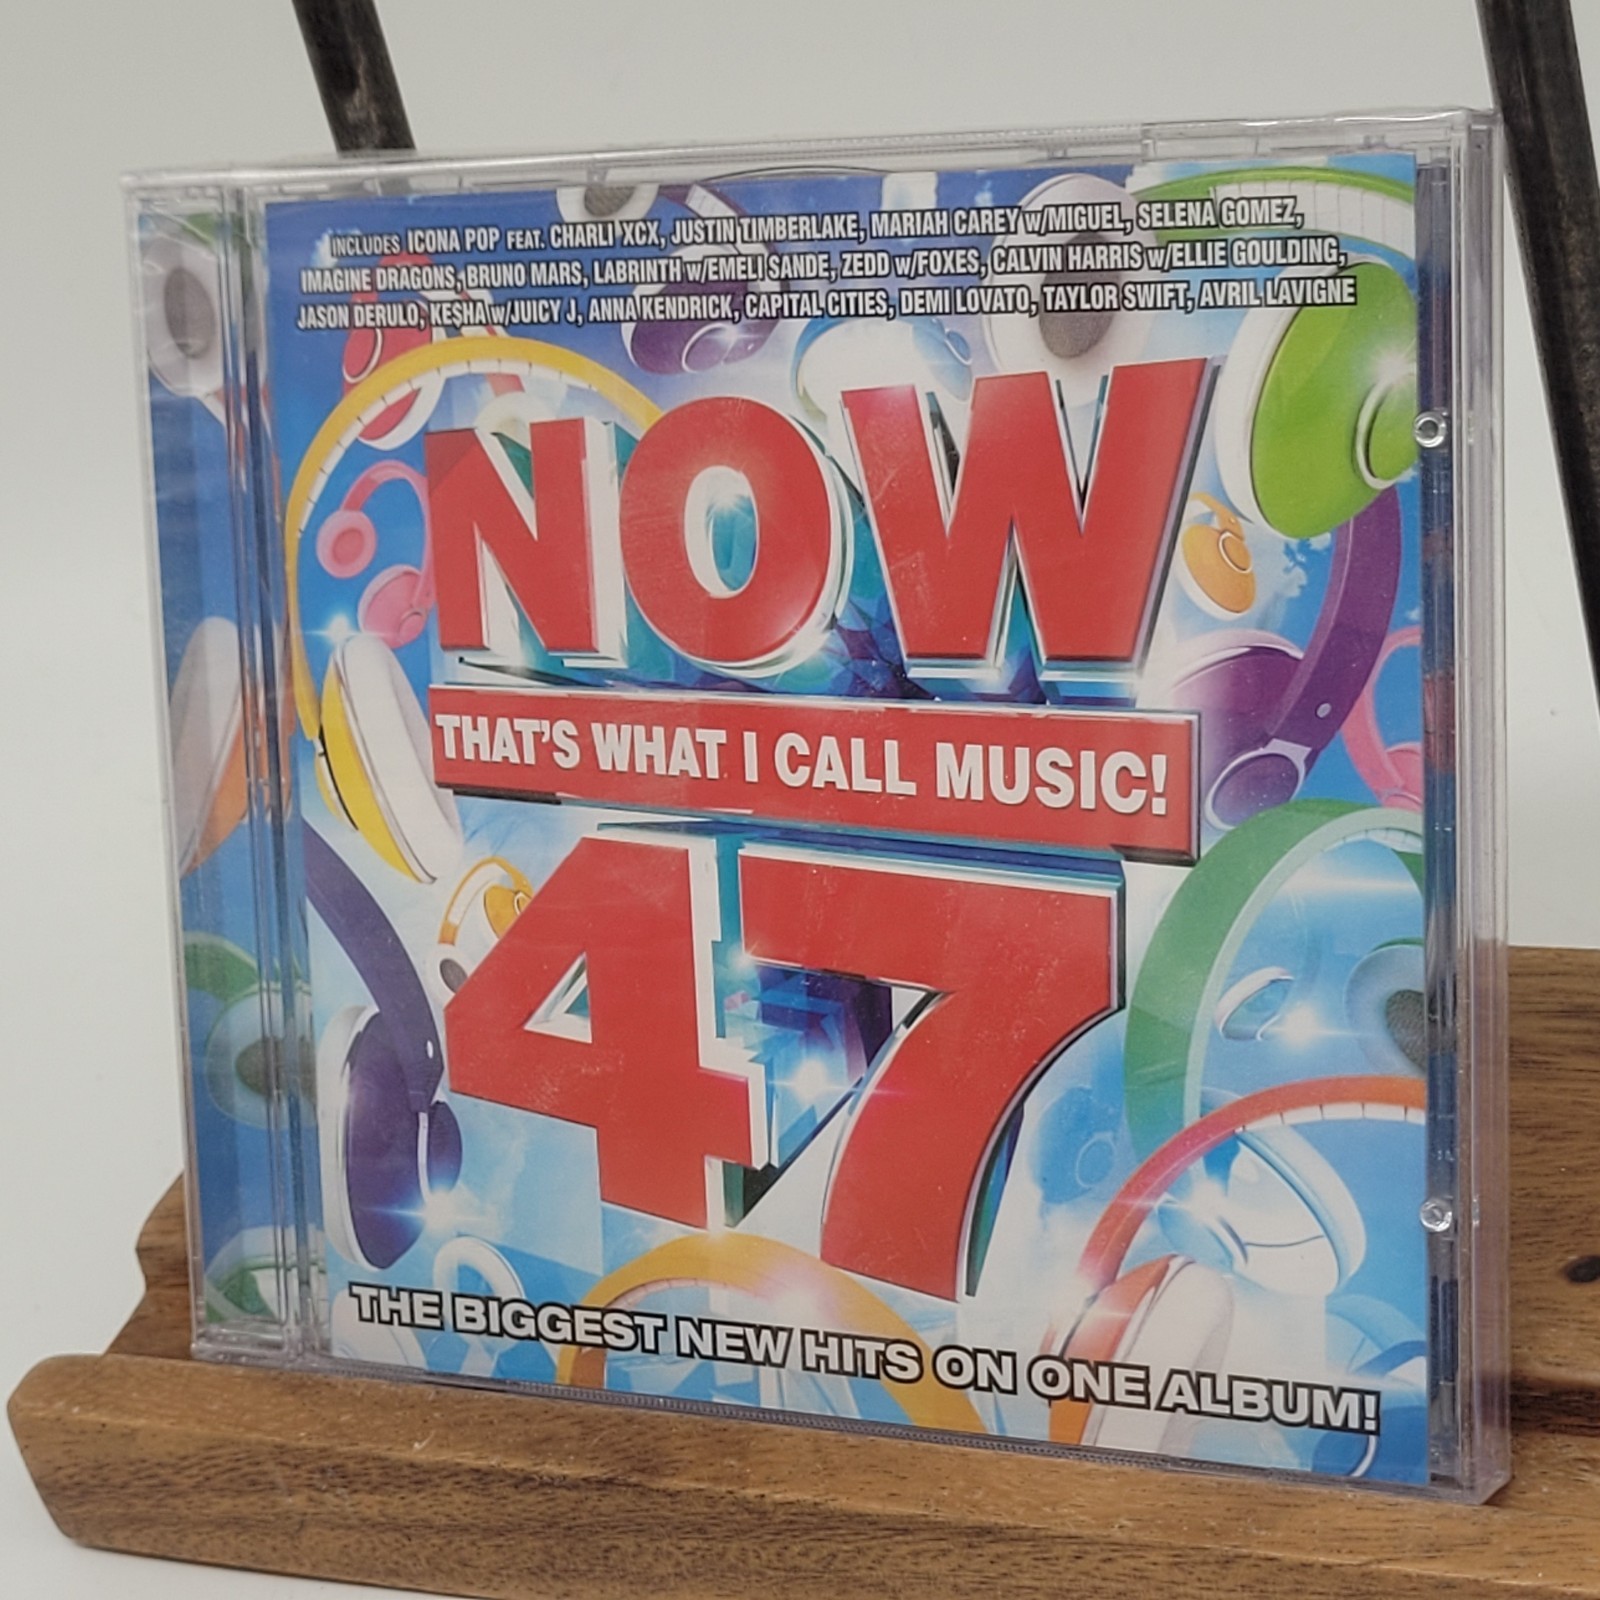 INCLUDES ICONA POP FEAT. CHARLI XCX, JUSTIN TIMBERLAKE, MARIAH CAREY w/MIGUEL, SELENA GOMEZ,
IMAGINE DRAGONS, BRUNO MARS, LABRINTH w/EMELI SANDE, ZEDD w/FOXES, CALVIN HARRIS w/ELLIE GOULDING,
JASON DERULO, KE$HA w/JUICY J, ANNA KENDRICK, CAPITAL CITIES, DEMI LOVATO, TAYLOR SWIFT, AVRIL LAVIGNE
NOW
THAT'S WHAT I CALL MUSIC!
47
THE BIGGEST NEW HITS ON ONE ALBUM!